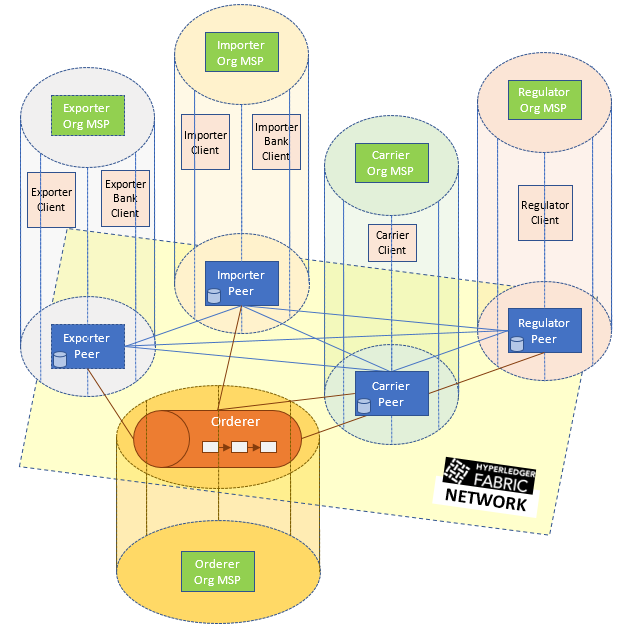 Importer
Org MSP
Exporter
Org MSP
Regulator
Org MSP
Importer
Client
Importer
Bank
Client
Carrier
Org MSP
Exporter
Client
Exporter
Bank
Client
Regulator
Client
Carrier
Client
Importer
Peer
Exporter
Peer
Regulator
Peer
Carrier
Peer
Orderer
HYPERLEDGER
FABRIC
NETWORK
Orderer
Org MSP